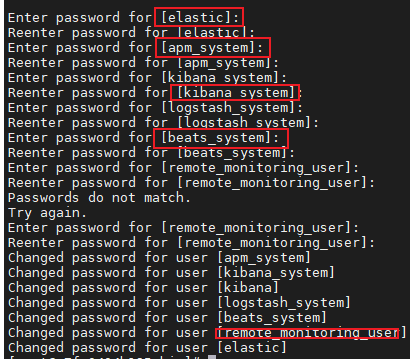 Enter password for [elastic]:
Reenter password for [elastic]:
Enter password for [apm_system]:
Reenter password for [apm_system]:
Enter password for [kibana_system]:
Reenter password for [kibana_system]:
Enter password for [logstash_system]:
Reenter password for [logstash_system]:
Enter password for [beats_system]:
Reenter password for [beats_system]:
Enter password for [remote_monitoring_user]:
Reenter password for [remote_monitoring_user]:
Passwords do not match.
Try again.
Enter password for [remote_monitoring_user]:
Reenter password for [remote_monitoring_user]:
Changed password for user [apm_system]
Changed password for user [kibana_system]
Changed password for user [kibana]
Changed password for user [logstash_system]
Changed password for user [beats_system]
Changed password for user [remote_monitoring_user]
Changed password for user [elastic]